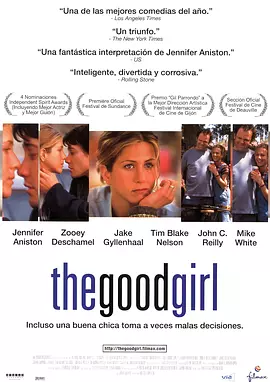 "Una de las mejores comedias del año."
- Los Angeles Times
"Un triunfo."
- The New York Times
"Una fantástica interpretación de Jennifer Aniston."
- US
"Inteligente, divertida y corrosiva."
- Rolling Stone
4 Nominaciones
Independent Spirit Awards
(Incluyendo Mejor Actriz
y Mejor Guión)
Première Oficial
Festival de Sundance
Premio "Gil Parrondo" a
la Mejor Dirección Artística
Festival Internacional
de Cine de Gijón
Sección Oficial
Festival de Cine
de Deauville
Jennifer Aniston
Zooey Deschamel
Jake Gyllenhaal
Tim Blake Nelson
John C. Reilly
Mike White
thegoodgirl
Incluso una buena chica toma a veces malas decisiones.
http://thegoodgirl.filmax.com
via
filmax